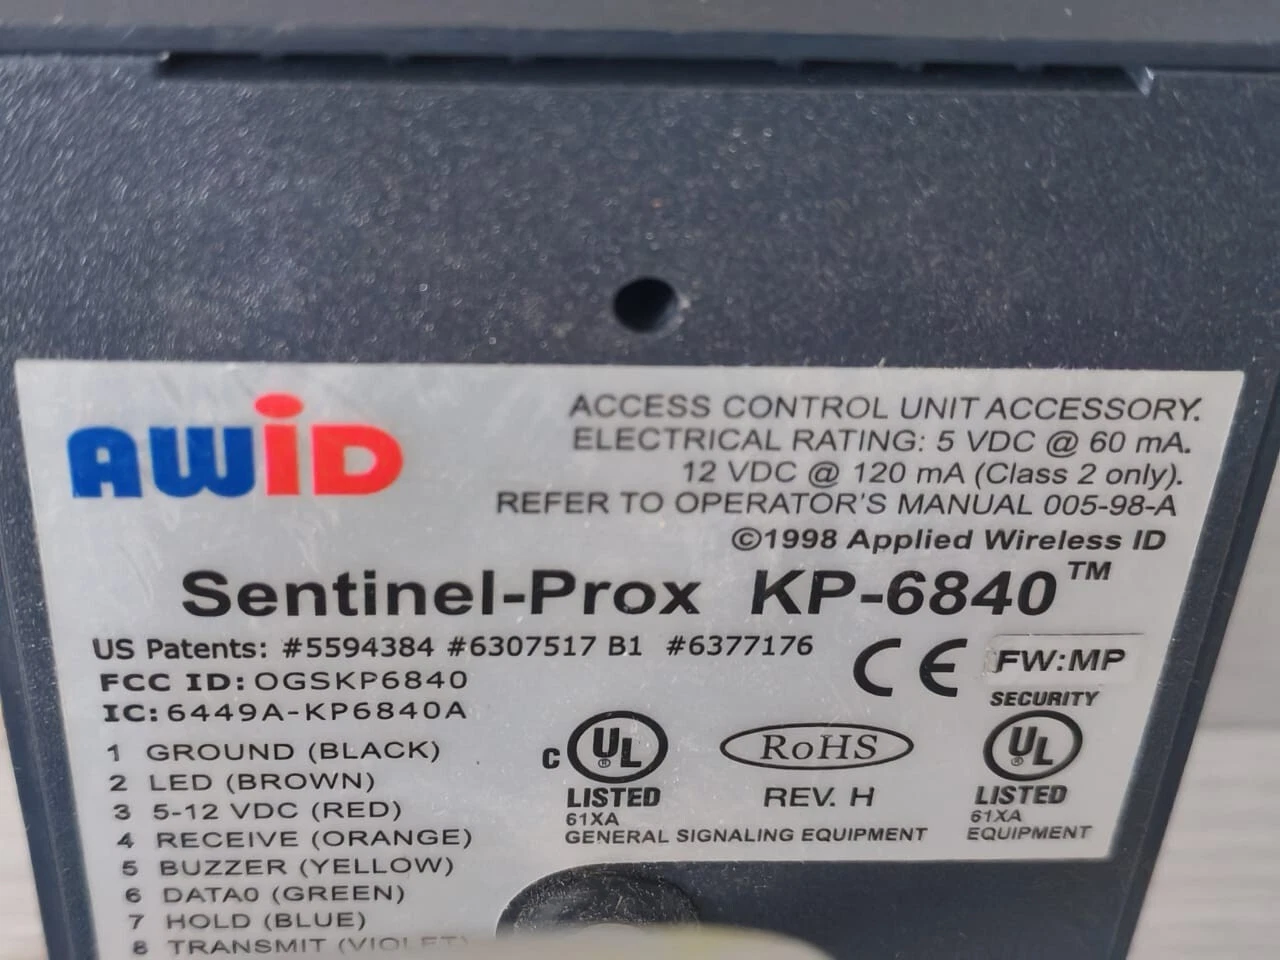 AWiD
ACCESS CONTROL UNIT ACCESSORY.
ELECTRICAL RATING: 5 VDC @ 60 mA.
12 VDC @ 120 mA (Class 2 only).
REFER TO OPERATOR'S MANUAL 005-98-A
©1998 Applied Wireless ID
Sentinel-Prox KP-6840™
US Patents: #5594384 #6307517 B1 #6377176
FCC ID: OGSKP6840
IC: 6449A-KP6840A
CE FW:MP
1 GROUND (BLACK)
2 LED (BROWN)
3 5-12 VDC (RED)
4 RECEIVE (ORANGE)
5 BUZZER (YELLOW)
6 DATA0 (GREEN)
7 HOLD (BLUE)
8 TRANSMIT (VIOLET)
c UL ®
LISTED
61XA
GENERAL SIGNALING EQUIPMENT
RoHS
REV. H
SECURITY
UL ®
LISTED
61XA
EQUIPMENT